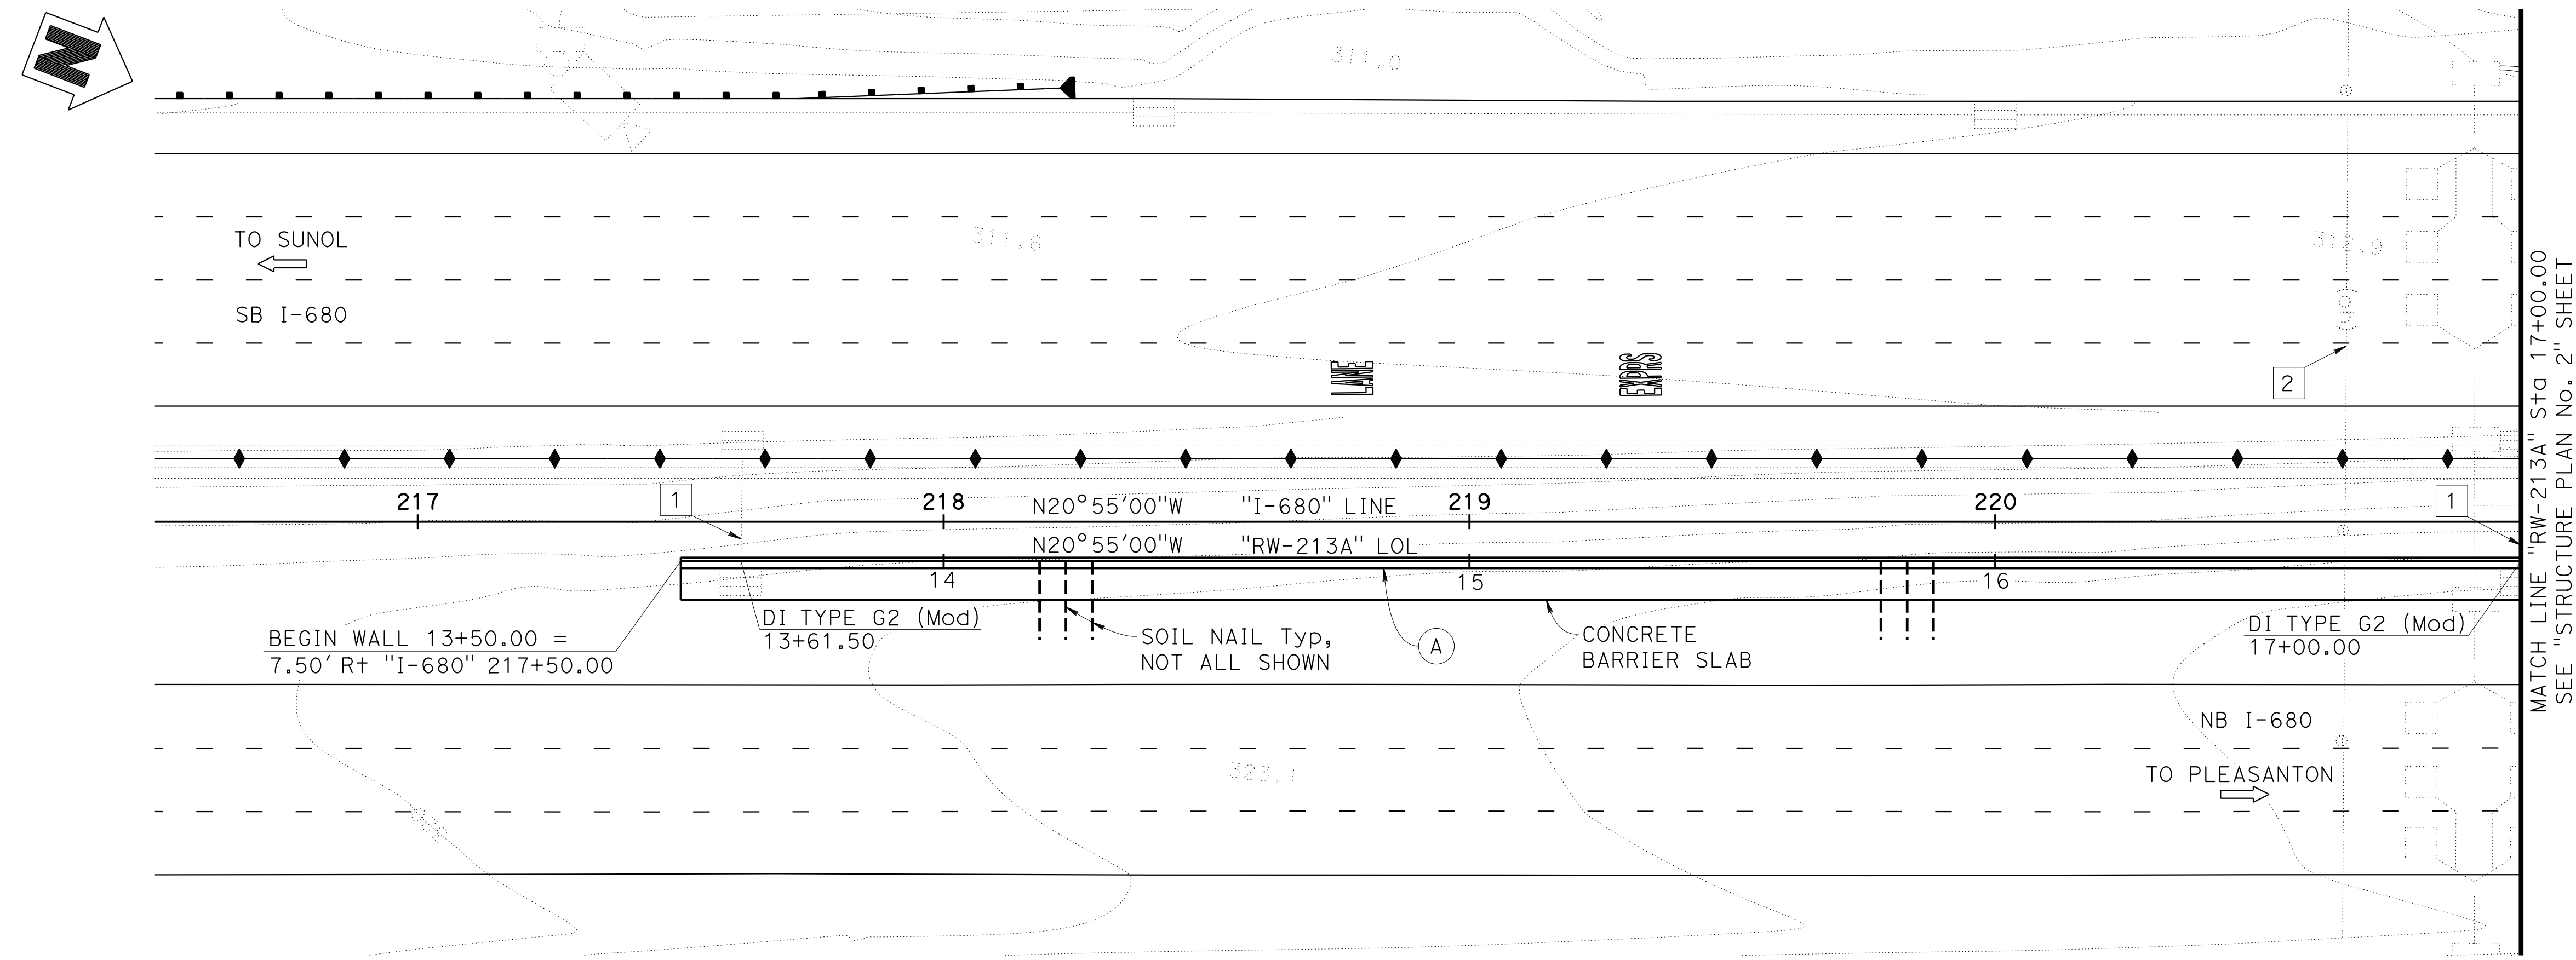 N
311.0
TO SUNOL
311.6
312.9
SB I-680
LANE
EXPRS
2
217
1
218
N20°55'00"W "I-680" LINE
219
220
1
N20°55'00"W "RW-213A" LOL
14
15
16
BEGIN WALL 13+50.00 =
7.50' Rt "I-680" 217+50.00
DI TYPE G2 (Mod)
13+61.50
SOIL NAIL Typ,
NOT ALL SHOWN
A
CONCRETE
BARRIER SLAB
DI TYPE G2 (Mod)
17+00.00
NB I-680
323.1
TO PLEASANTON
MATCH LINE "RW-213A" Sta 17+00.00
SEE "STRUCTURE PLAN No. 2" SHEET